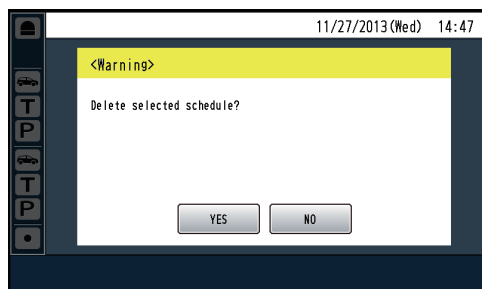 11/27/2013(Wed) 14:47
<Warning>
Delete selected schedule?
T
P
T
P
YES NO